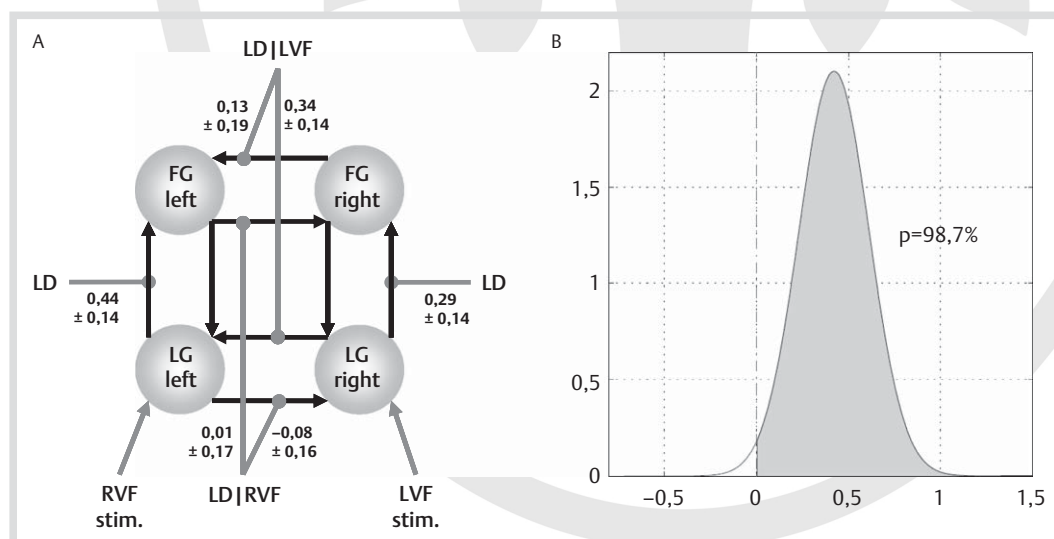 A
LD|LVF
0,13
± 0,19
0,34
± 0,14
FG
left
FG
right
LD
0,44
± 0,14
0,29
± 0,14
LD
LG
left
LG
right
0,01
± 0,17
–0,08
± 0,16
RVF
stim.
LD|RVF
LVF
stim.
B
2
1,5
1
0,5
0
p=98,7%
–0,5
0
0,5
1
1,5